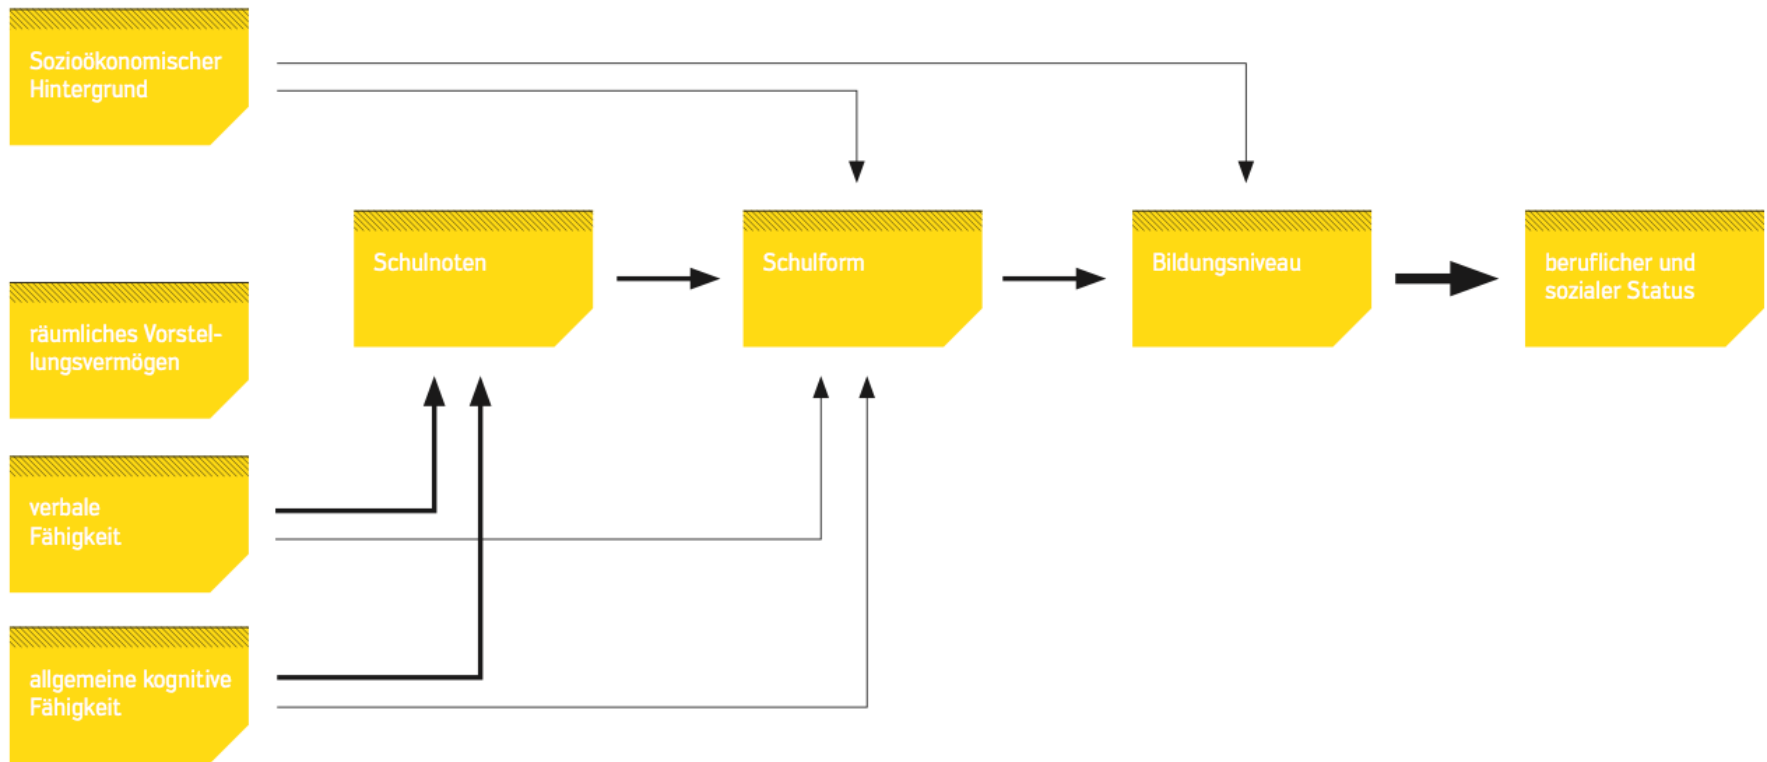 Sozioökonomischer
Hintergrund
Schulnoten
Schulform
Bildungsniveau
beruflicher und
sozialer Status
räumliches Vorstel-
lungsvermögen
verbale
Fähigkeit
allgemeine kognitive
Fähigkeit